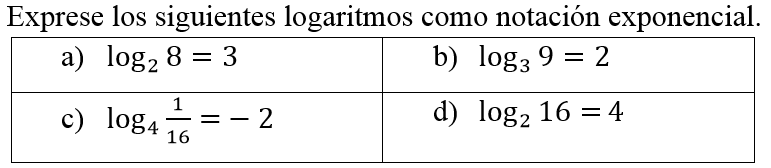 Exprese los siguientes logaritmos como notación exponencial.
a) log₂ 8 = 3
b) log₃ 9 = 2
c) log₄ 1/16 = − 2
d) log₂ 16 = 4